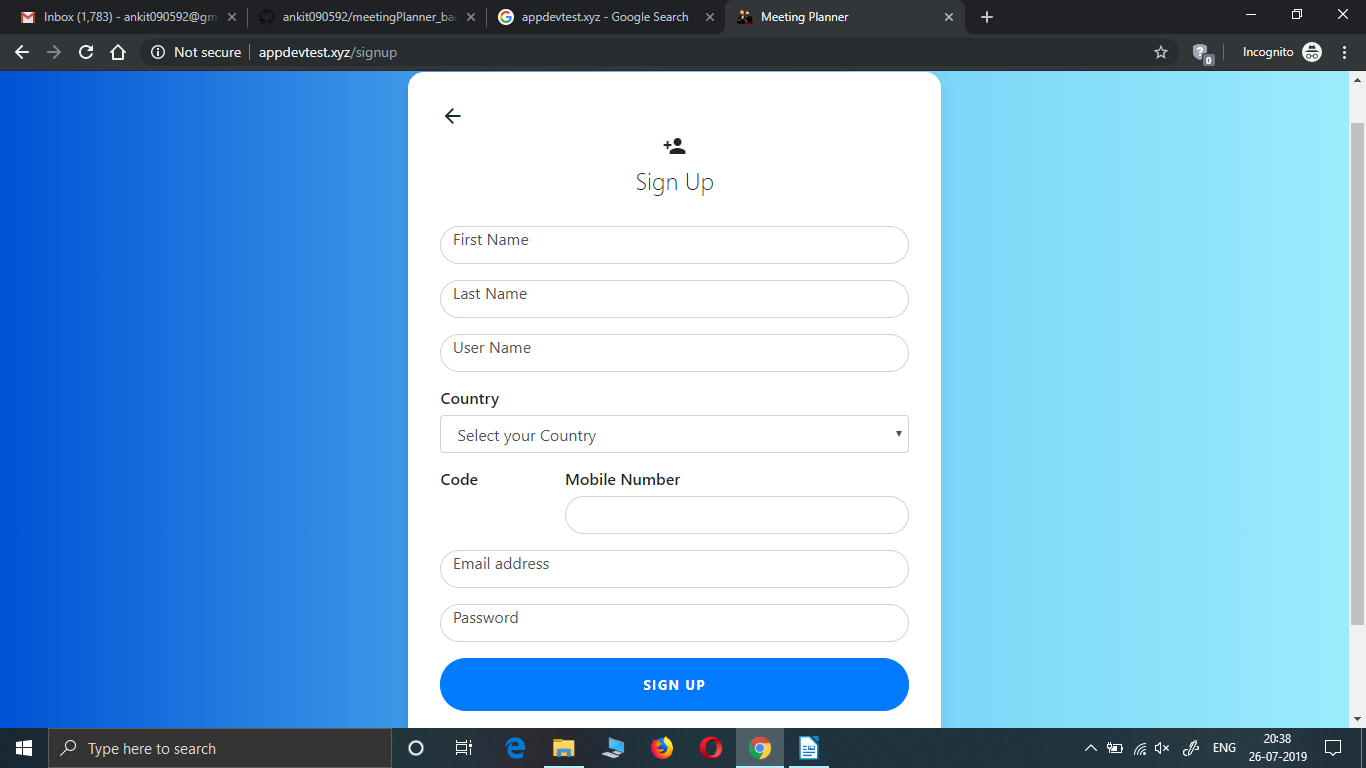 Inbox (1,783) - ankit090592@gm
ankit090592/meetingPlanner_bac
appdevtest.xyz - Google Search
Meeting Planner
Not secure
appdevtest.xyz/signup
0
Incognito
Sign Up
First Name
Last Name
User Name
Country
Select your Country
Code
Mobile Number
Email address
Password
SIGN UP
Type here to search
ENG
20:38
26-07-2019